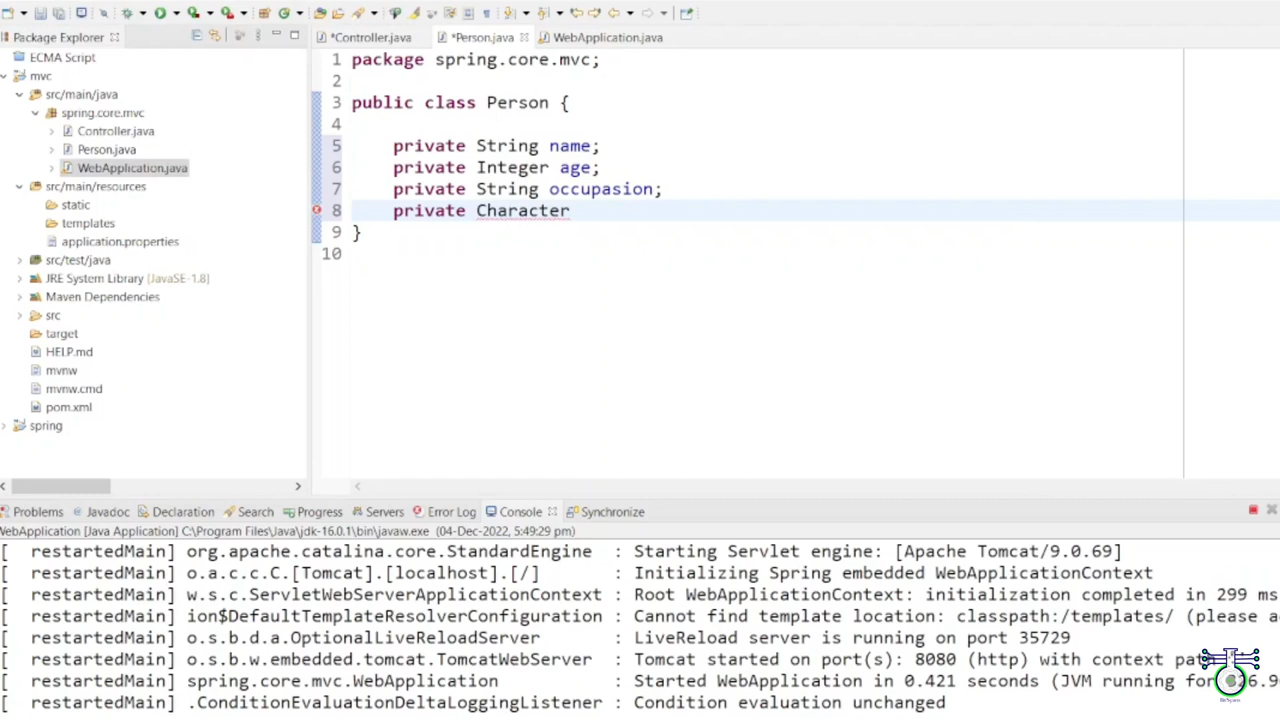 Package Explorer
*Controller.java
*Person.java
WebApplication.java
ECMA Script
mvc
src/main/java
spring.core.mvc
Controller.java
Person.java
WebApplication.java
src/main/resources
static
templates
application.properties
src/test/java
JRE System Library [JavaSE-1.8]
Maven Dependencies
src
target
HELP.md
mvnw
mvnw.cmd
pom.xml
spring
1 package spring.core.mvc;
2
3 public class Person {
4
5 private String name;
6 private Integer age;
7 private String occupasion;
8 private Character
9 }
10
Problems Javadoc Declaration Search Progress Servers Error Log Console Synchronize
WebApplication [Java Application] C:\Program Files\Java\jdk-16.0.1\bin\javaw.exe (04-Dec-2022, 5:49:29 pm)
[ restartedMain] org.apache.catalina.core.StandardEngine : Starting Servlet engine: [Apache Tomcat/9.0.69]
[ restartedMain] o.a.c.c.C.[Tomcat].[localhost].[/] : Initializing Spring embedded WebApplicationContext
[ restartedMain] w.s.c.ServletWebServerApplicationContext : Root WebApplicationContext: initialization completed in 299 ms
[ restartedMain] ion$DefaultTemplateResolverConfiguration : Cannot find template location: classpath:/templates/ (please
[ restartedMain] o.s.b.d.a.OptionalLiveReloadServer : LiveReload server is running on port 35729
[ restartedMain] o.s.b.w.embedded.tomcat.TomcatWebServer : Tomcat started on port(s): 8080 (http) with context
[ restartedMain] spring.core.mvc.WebApplication : Started WebApplication in 0.421 seconds (JVM running for
[ restartedMain] .ConditionEvaluationDeltaLoggingListener : Condition evaluation unchanged